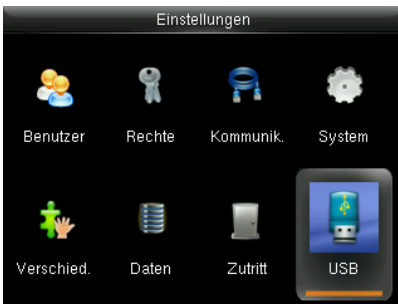 Einstellungen
Benutzer Rechte Kommunik. System
Verschied. Daten Zutritt USB